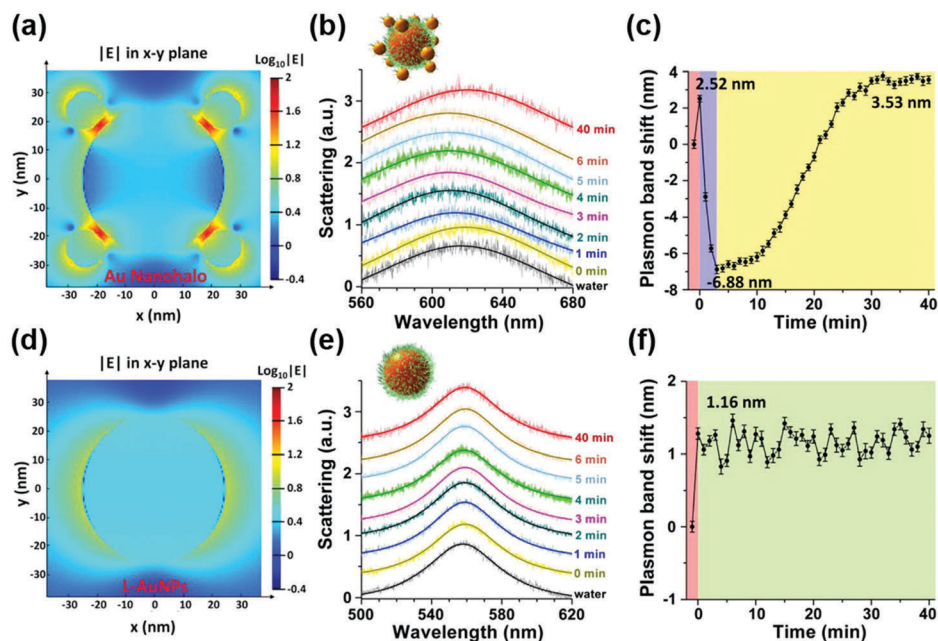 (a)
|E| in x-y plane
Log₁₀|E|
y (nm)
30
20
10
0
-10
-20
-30
Au Nanohalo
-30 -20 -10 0 10 20 30
x (nm)
2
1.6
1.2
0.8
0.4
0
-0.4
(b)
Scattering (a.u.)
3
2
1
0
40 min
6 min
5 min
4 min
3 min
2 min
1 min
0 min
water
560 600 640 680
Wavelength (nm)
(c)
Plasmon band shift (nm)
4
2
0
-2
-4
-6
-8
2.52 nm
3.53 nm
-6.88 nm
0 10 20 30 40
Time (min)
(d)
|E| in x-y plane
Log₁₀|E|
y (nm)
30
20
10
0
-10
-20
-30
L-AuNPs
-30 -20 -10 0 10 20 30
x (nm)
2
1.6
1.2
0.8
0.4
0
-0.4
(e)
Scattering (a.u.)
3
2
1
0
40 min
6 min
5 min
4 min
3 min
2 min
1 min
0 min
water
500 540 580 620
Wavelength (nm)
(f)
Plasmon band shift (nm)
2
1
0
-1
1.16 nm
0 10 20 30 40
Time (min)